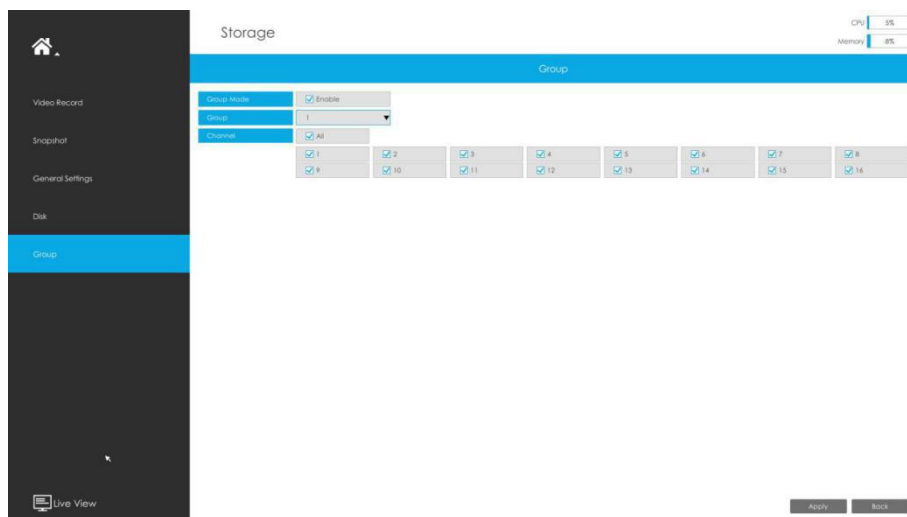 Storage
CPU 5%
Memory 8%
Group
Video Record
Snapshot
General Settings
Disk
Group
Live View
Group Mode Enable
Group 1
Channel All
1 2 3 4 5 6 7 8
9 10 11 12 13 14 15 16
Apply Back